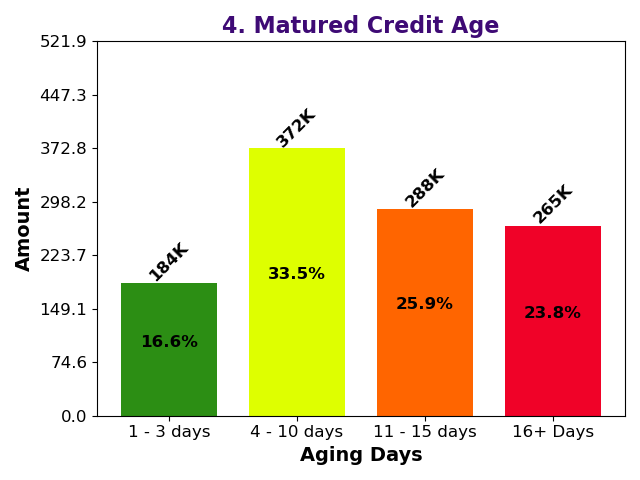 4. Matured Credit Age
521.9
447.3
372.8
298.2
223.7
149.1
74.6
0.0
Amount
184K
372K
288K
265K
16.6%
33.5%
25.9%
23.8%
1 - 3 days
4 - 10 days
11 - 15 days
16+ Days
Aging Days